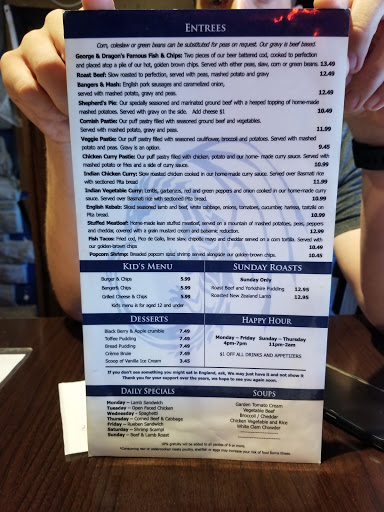 ENTREES
Corn, coleslaw or green beans can be substituted for peas on request. Our gravy is beef based.
George & Dragon's Famous Fish & Chips: Two pieces of our beer battered cod, cooked to perfection
and placed atop a pile of our hot, golden brown chips. Served with either peas, slaw, corn or green beans 13.49
Roast Beef: Slow roasted to perfection, served with peas, mashed potato and gravy 12.49
Bangers & Mash: English pork sausages and caramelized onion,
served with mashed potato, gravy and peas. 12.49
Shepherd's Pie: Our specially seasoned and marinated ground beef with a heaped topping of home-made
mashed potatoes. Served with gravy on the side. Add cheese $1 10.49
Cornish Pastie: Our puff pastry filled with seasoned ground beef and vegetables.
Served with mashed potato, gravy and peas. 11.99
Veggie Pastie: Our puff pastry filled with seasoned cauliflower, broccoli and potatoes. Served with mashed
potato and peas. Gravy is an option. 9.45
Chicken Curry Pastie: Our puff pastry filled with chicken, potato and our home- made curry sauce. Served with
mashed potato or fries and a side of curry sauce. 11.99
Indian Chicken Curry: Slow roasted chicken cooked in our home-made curry sauce. Served over Basmati rice
with sectioned Pita bread 11.99
Indian Vegetable Curry: Lentils, garbanzos, red and green peppers and onion cooked in our home-made curry
sauce. Served over Basmati rice with sectioned Pita bread. 10.99
English Kebab: Sliced seasoned lamb and beef, white cabbage, onions, tomatoes, cucumber, harissa, tzatziki on
Pita bread. 10.99
Stuffed Meatloaf: Home-made lean stuffed meatloaf, served on a mountain of mashed potatoes, peas, peppers
and cheddar, covered with a grain mustard cream and balsamic reduction. 12.99
Fish Tacos: Fried cod, Pico de Gallo, lime slaw, chipotle mayo and cheddar served on a corn tortilla. Served with
our golden-brown chips 10.49
Popcorn Shrimp: Breaded popcorn sized shrimp served alongside our golden-brown chips. 10.45
KID'S MENU
Burger & Chips 5.99
Banger& Chips 5.99
Grilled Cheese & Chips 5.99
Kids menu is for aged 12 and under
SUNDAY ROASTS
Sunday Only
Roast Beef and Yorkshire Pudding 12.95
Roasted New Zealand Lamb 12.95
DESSERTS
Black Berry & Apple crumble 7.49
Toffee Pudding 7.49
Bread Pudding 7.49
Crème Brule 7.49
Scoop of Vanilla Ice Cream 3.45
HAPPY HOUR
Monday - Friday Sunday - Thursday
4pm-7pm 11pm-2am
$1 OFF ALL DRINKS AND APPETIZERS
If you don't see something you might eat in England, ask, We may just have it and not show it
Thank you for your support over the years, we hope to see you again soon.
DAILY SPECIALS
Monday – Lamb Sandwich
Tuesday – Open Faced Chicken
Wednesday – Spaghetti
Thursday – Corned Beef & Cabbage
Friday – Rueben Sandwich
Saturday – Shrimp Scampi
Sunday – Beef & Lamb Roast
SOUPS
Garden Tomato Cream
Vegetable Beef
Broccoli / Cheddar
Chicken Vegetable and Rice
White Clam Chowder
18% gratuity will be added to all parties of 6 or more.